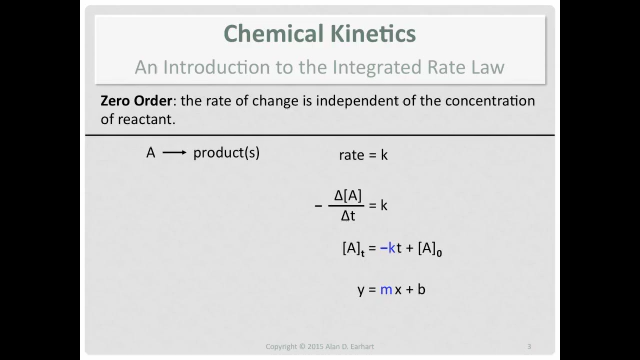 Chemical Kinetics
An Introduction to the Integrated Rate Law
Zero Order: the rate of change is independent of the concentration
of reactant.
A ⟶ product(s)
rate = k
− Δ[A]/Δt = k
[A]t = −kt + [A]0
y = mx + b
Copyright © 2015 Alan D. Earhart
3